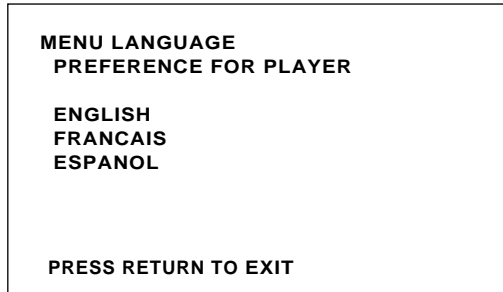 MENU LANGUAGE
PREFERENCE FOR PLAYER
ENGLISH
FRANCAIS
ESPANOL
PRESS RETURN TO EXIT